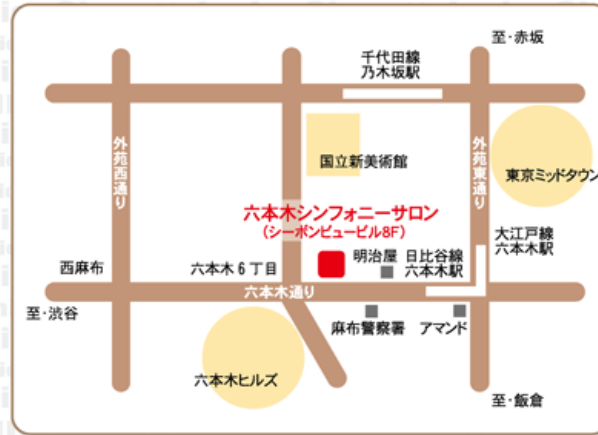 至・赤坂
千代田線
乃木坂駅
外苑西通り
国立新美術館
外苑東通り
東京ミッドタウン
六本木シンフォニーサロン
(シーボンビュービル8F)
大江戸線
六本木駅
西麻布
六本木6丁目
明治屋
日比谷線
六本木駅
六本木通り
至・渋谷
麻布警察署
アマンド
六本木ヒルズ
至・飯倉